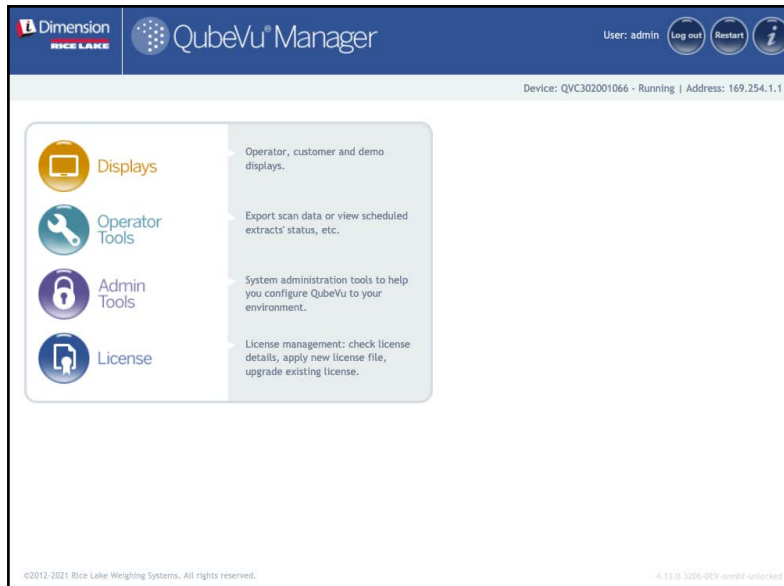 iDimension
RICE LAKE
QubeVu® Manager
User: admin
Log out
Restart
i
Device: QVC302001066 - Running | Address: 169.254.1.1
Displays
Operator, customer and demo
displays.
Operator
Tools
Export scan data or view scheduled
extracts' status, etc.
Admin
Tools
System administration tools to help
you configure QubeVu to your
environment.
License
License management: check license
details, apply new license file,
upgrade existing license.
©2012-2021 Rice Lake Weighing Systems. All rights reserved.